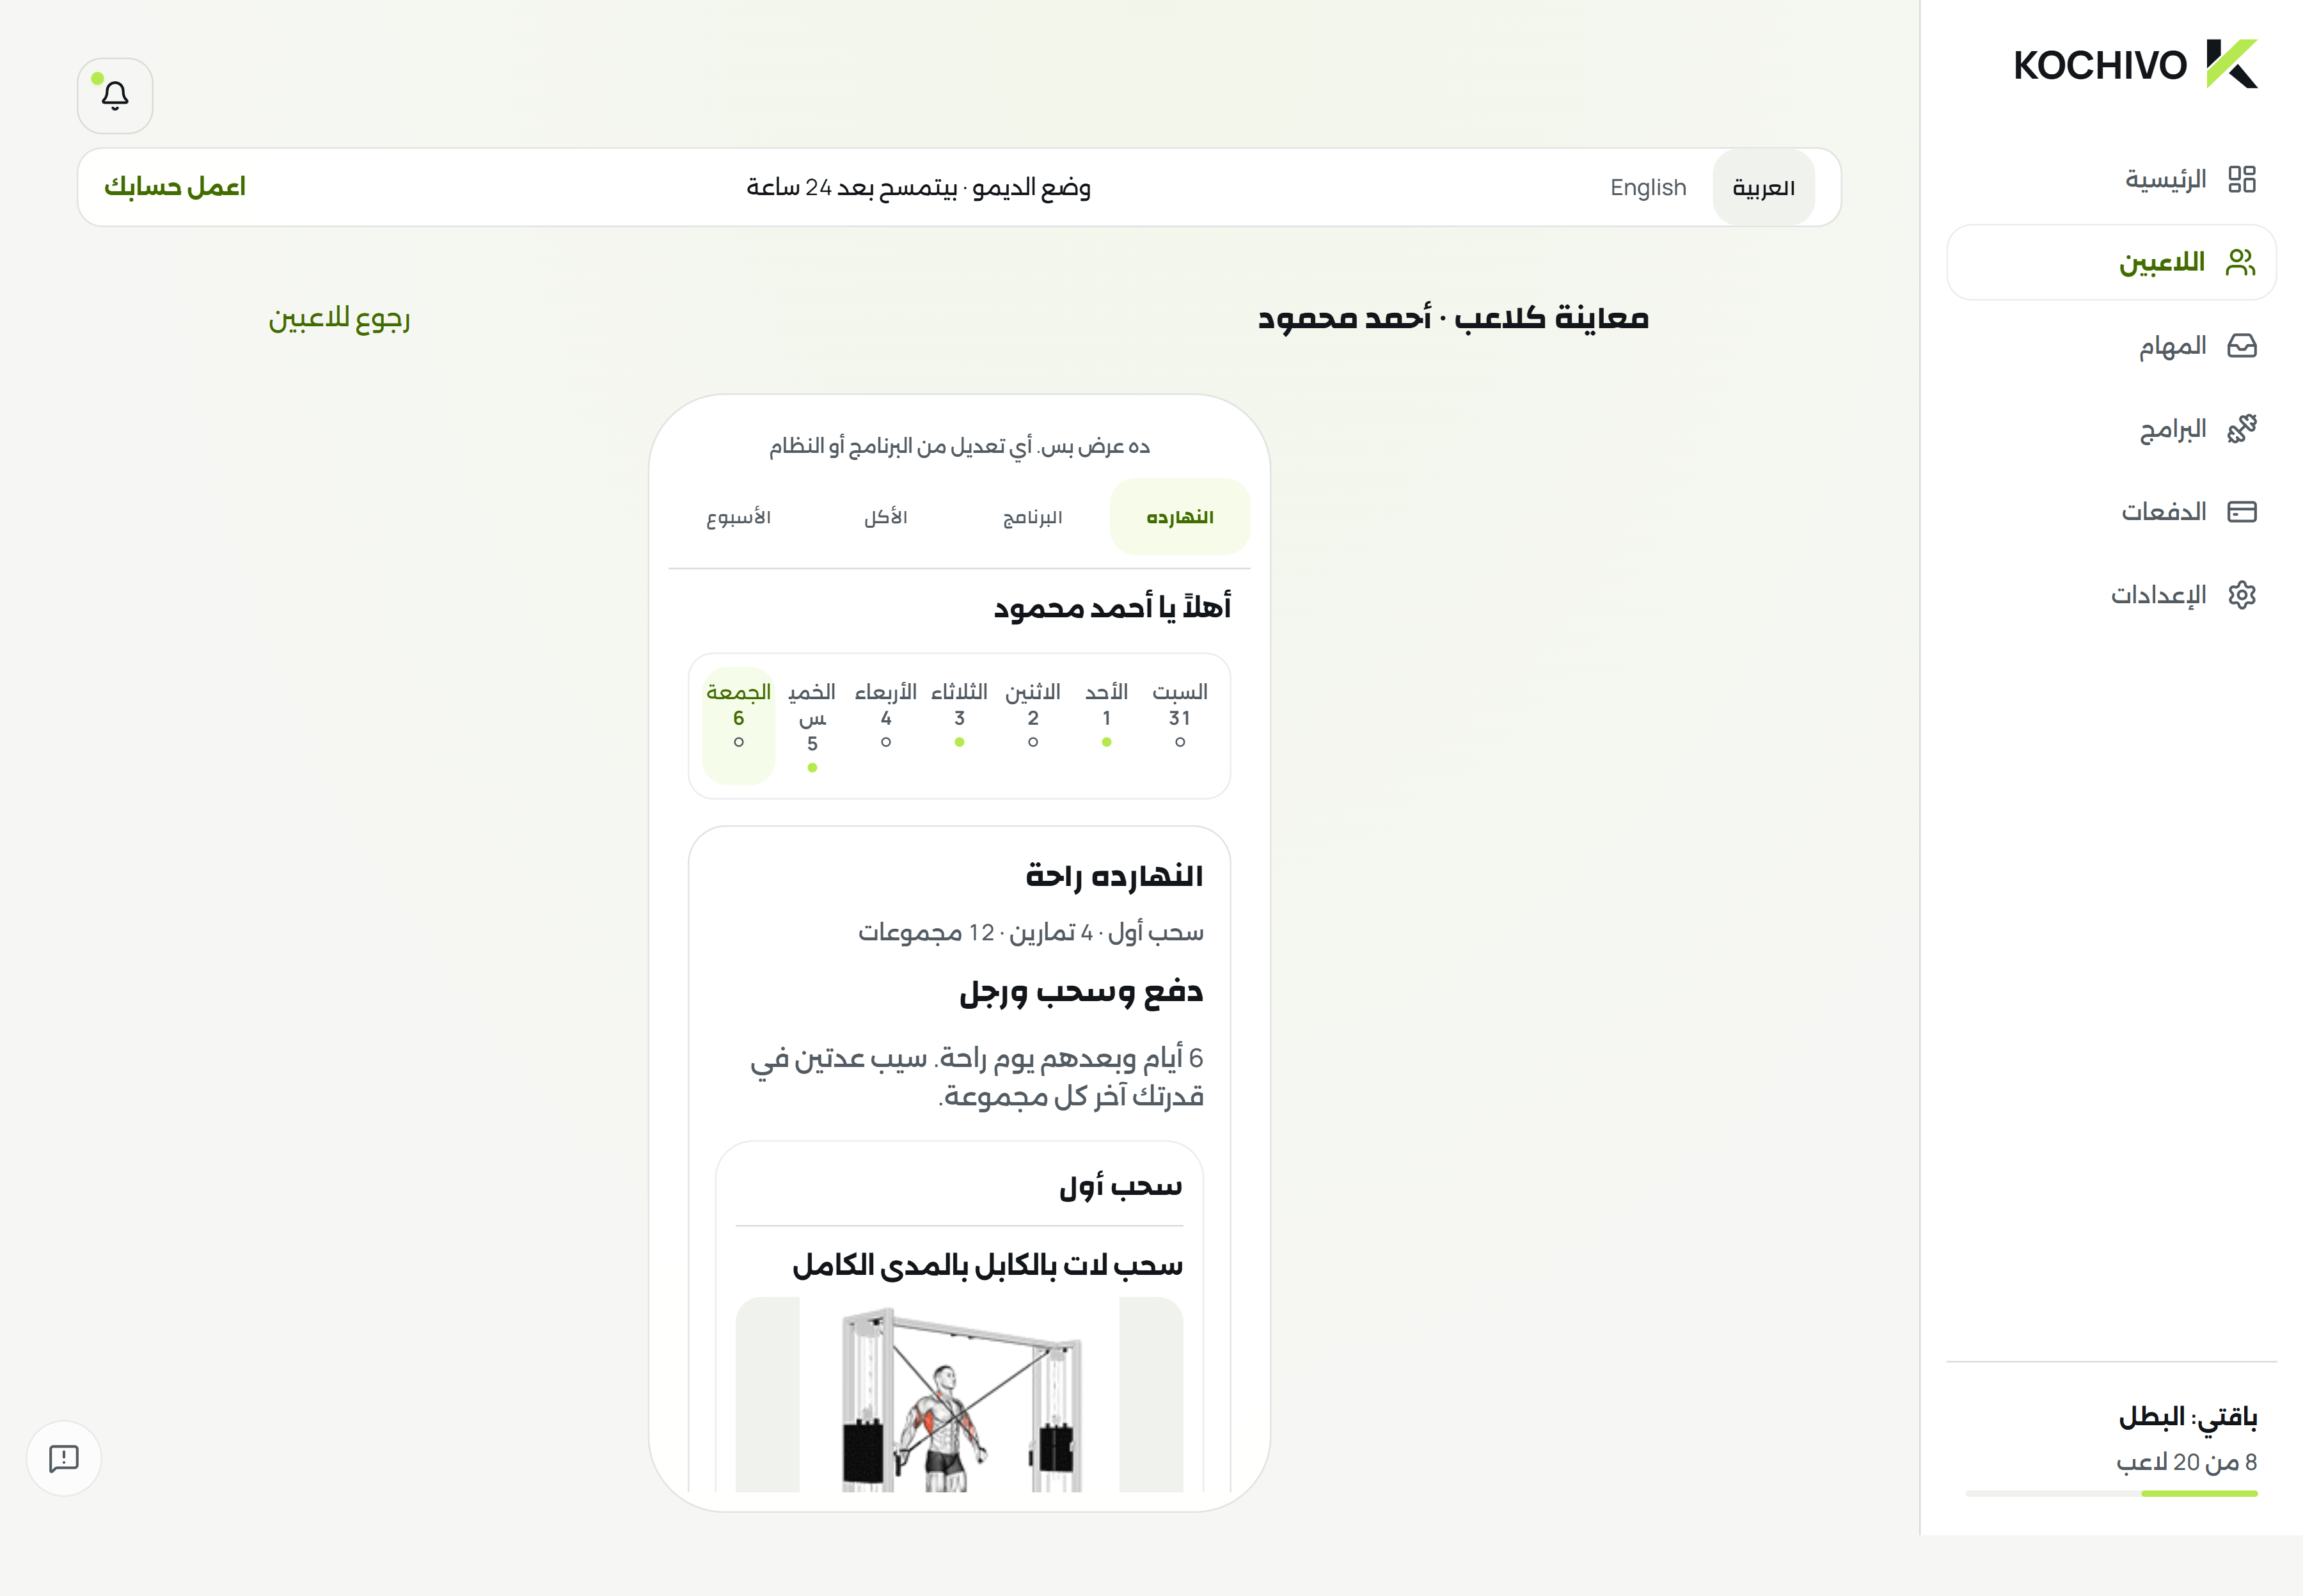 KOCHIVO
الرئيسية
اللاعبين
المهام
البرامج
الدفعات
الإعدادات
باقتي: البطل
8 من 20 لاعب
العربية
English
وضع الديمو · بيتمسح بعد 24 ساعة
اعمل حسابك
معاينة كلاعب · أحمد محمود
رجوع للاعبين
ده عرض بس. أي تعديل من البرنامج أو النظام
النهارده
البرنامج
الأكل
الأسبوع
أهلاً يا أحمد محمود
السبت
31
الأحد
1
الاثنين
2
الثلاثاء
3
الأربعاء
4
الخمي
س
5
الجمعة
6
النهارده راحة
سحب أول · 4 تمارين · 12 مجموعات
دفع وسحب ورجل
6 أيام وبعدهم يوم راحة. سيب عدتين في
قدرتك آخر كل مجموعة.
سحب أول
سحب لات بالكابل بالمدى الكامل